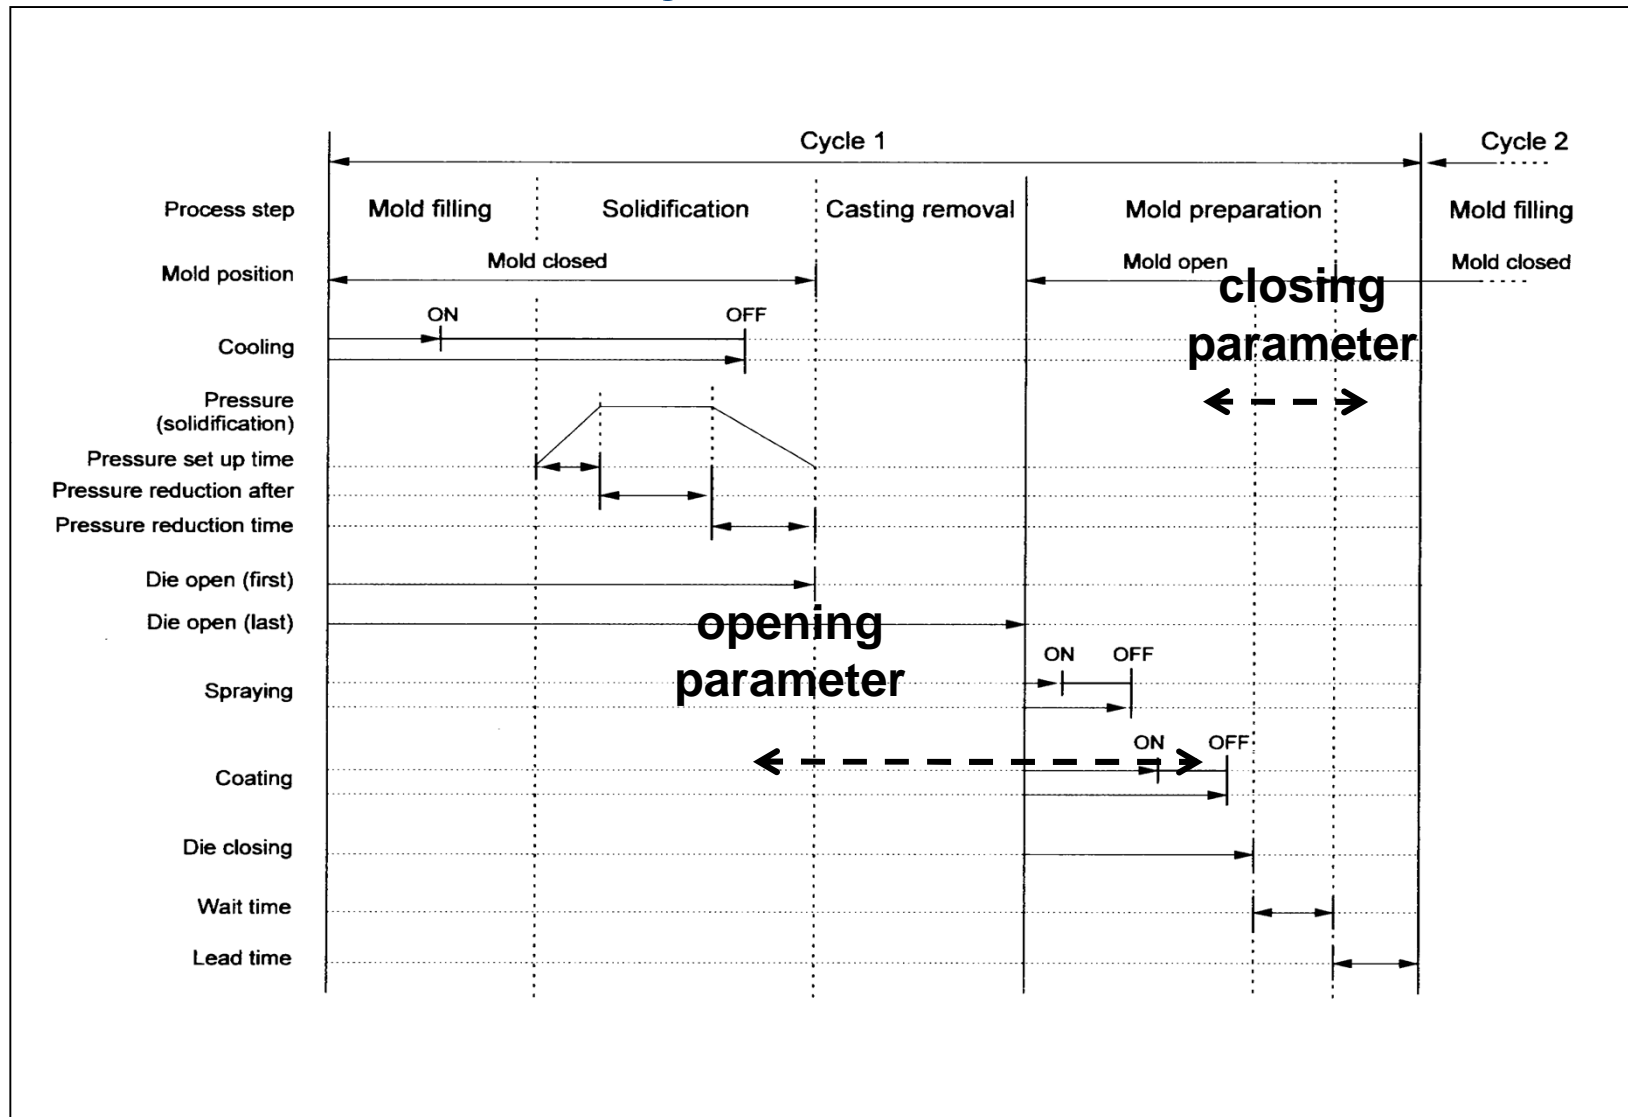 Cycle 1
Cycle 2
Process step
Mold filling
Solidification
Casting removal
Mold preparation
Mold filling
Mold position
Mold closed
Mold open
Mold closed
closing
parameter
Cooling
ON
OFF
Pressure
(solidification)
Pressure set up time
Pressure reduction after
Pressure reduction time
Die open (first)
Die open (last)
opening
parameter
Spraying
ON
OFF
Coating
ON
OFF
Die closing
Wait time
Lead time